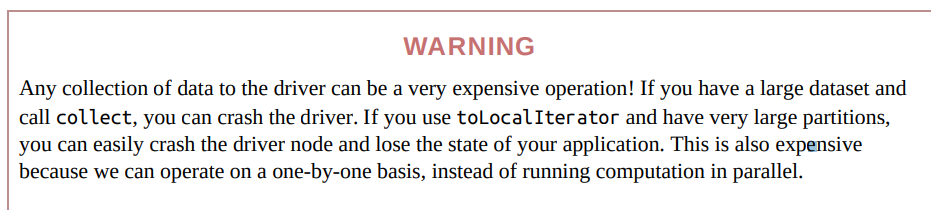 WARNING
Any collection of data to the driver can be a very expensive operation! If you have a large dataset and
call collect, you can crash the driver. If you use toLocalIterator and have very large partitions,
you can easily crash the driver node and lose the state of your application. This is also expensive
because we can operate on a one-by-one basis, instead of running computation in parallel.